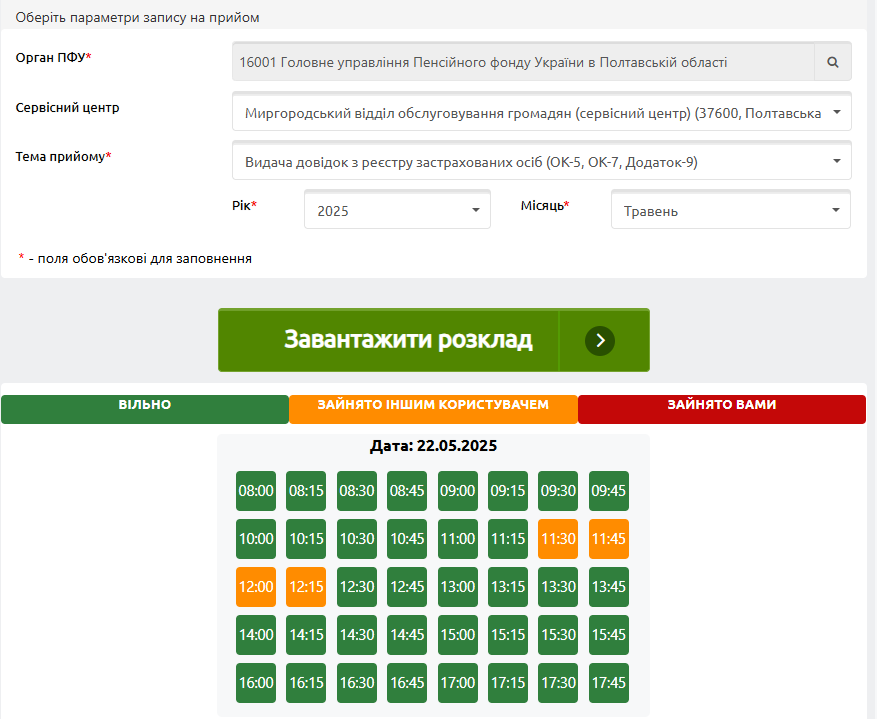 Оберіть параметри запису на прийом
Орган ПФУ*
16001 Головне управління Пенсійного фонду України в Полтавській області
Сервісний центр
Миргородський відділ обслуговування громадян (сервісний центр) (37600, Полтавська
Тема прийому*
Видача довідок з реєстру застрахованих осіб (ОК-5, ОК-7, Додаток-9)
Рік* 2025 Місяць* Травень
* - поля обов'язкові для заповнення
Завантажити розклад
ВІЛЬНО ЗАЙНЯТО ІНШИМ КОРИСТУВАЧЕМ ЗАЙНЯТО ВАМИ
Дата: 22.05.2025
08:00 08:15 08:30 08:45 09:00 09:15 09:30 09:45
10:00 10:15 10:30 10:45 11:00 11:15 11:30 11:45
12:00 12:15 12:30 12:45 13:00 13:15 13:30 13:45
14:00 14:15 14:30 14:45 15:00 15:15 15:30 15:45
16:00 16:15 16:30 16:45 17:00 17:15 17:30 17:45